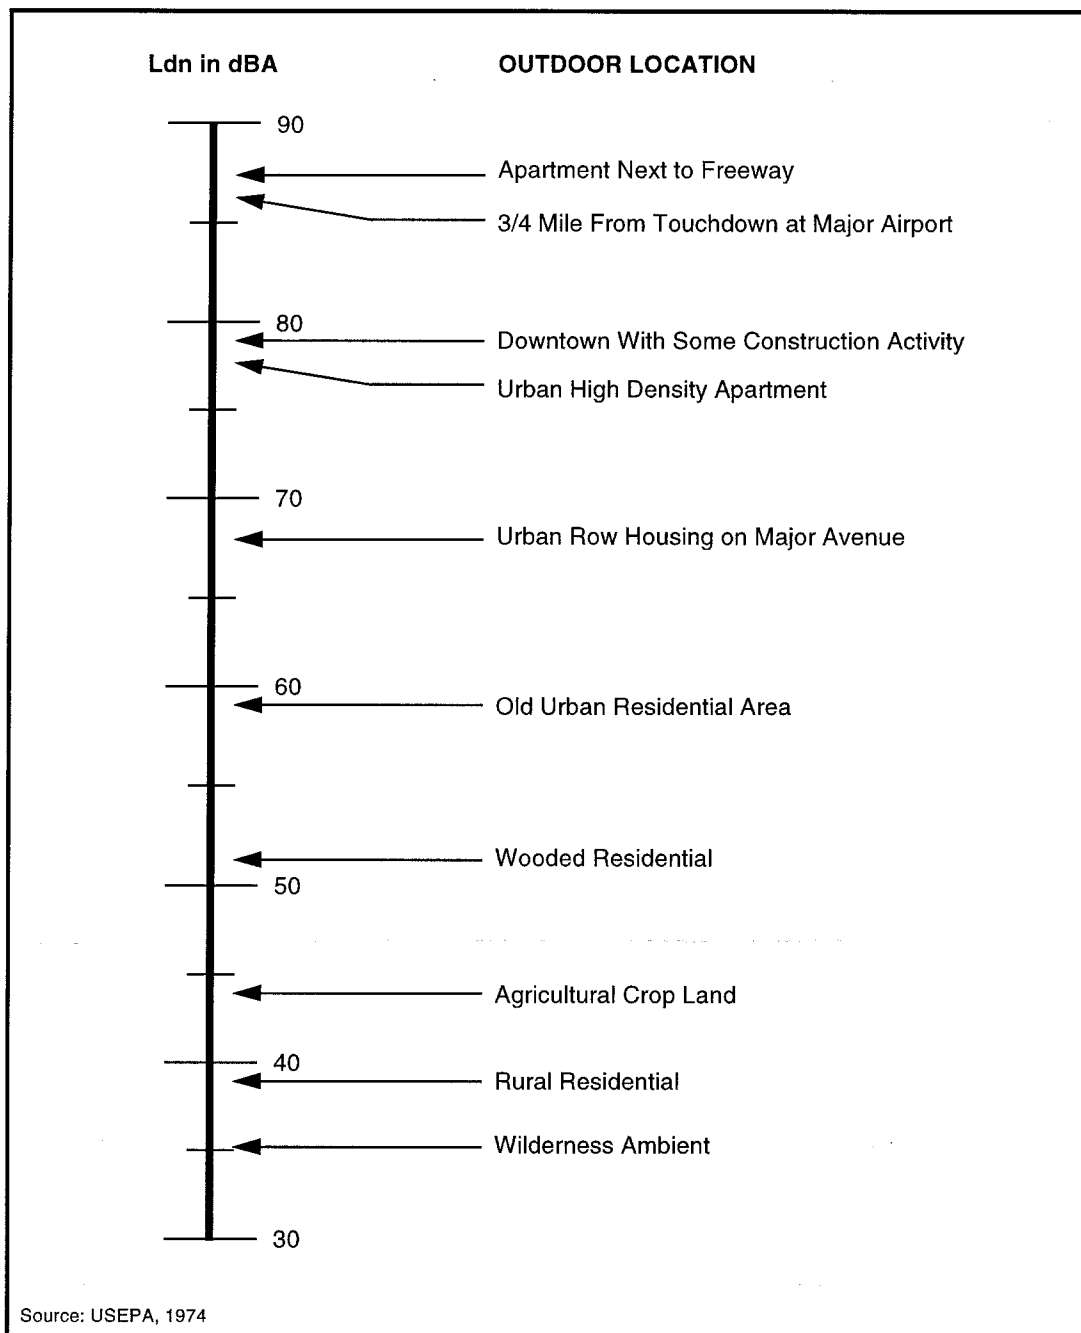 Ldn in dBA OUTDOOR LOCATION
90
Apartment Next to Freeway
3/4 Mile From Touchdown at Major Airport
80
Downtown With Some Construction Activity
Urban High Density Apartment
70
Urban Row Housing on Major Avenue
60
Old Urban Residential Area
Wooded Residential
50
Agricultural Crop Land
40
Rural Residential
Wilderness Ambient
30
Source: USEPA, 1974